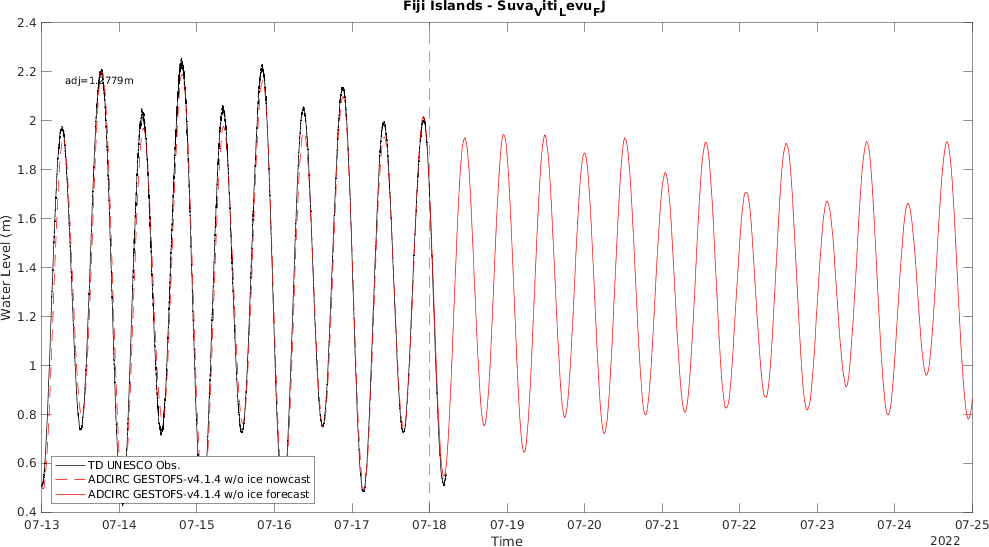 Fiji Islands - SuvaVitiLevuFJ
2.4
2.2
2
1.8
1.6
1.4
1.2
1
0.8
0.6
0.4
Water Level (m)
TD UNESCO Obs.
ADCIRC GESTOFS-v4.1.4 w/o ice nowcast
ADCIRC GESTOFS-v4.1.4 w/o ice forecast
07-13 07-14 07-15 07-16 07-17 07-18 07-19 07-20 07-21 07-22 07-23 07-24 07-25
Time
2022